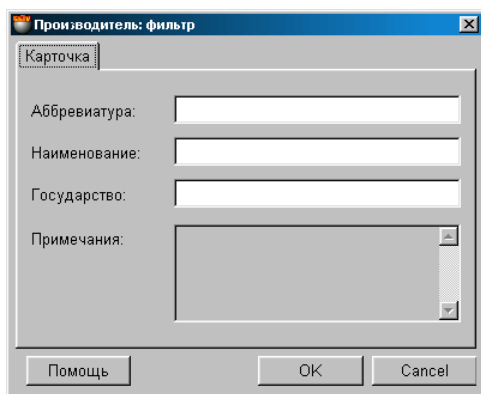 Производитель: фильтр
Карточка
Аббревиатура:
Наименование:
Государство:
Примечания:
Помощь OK Cancel